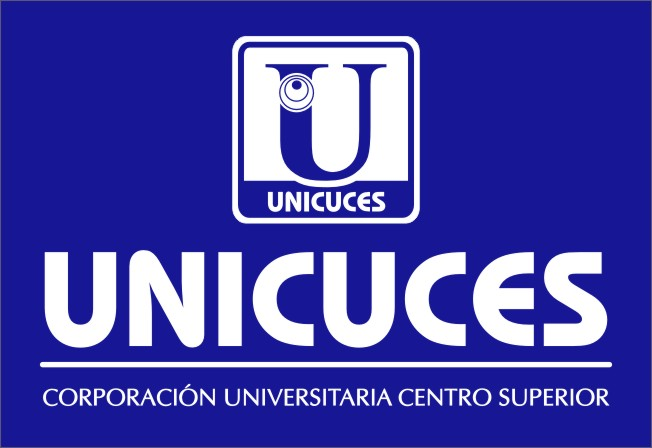 U
UNICUCES
UNICUCES
CORPORACIÓN UNIVERSITARIA CENTRO SUPERIOR